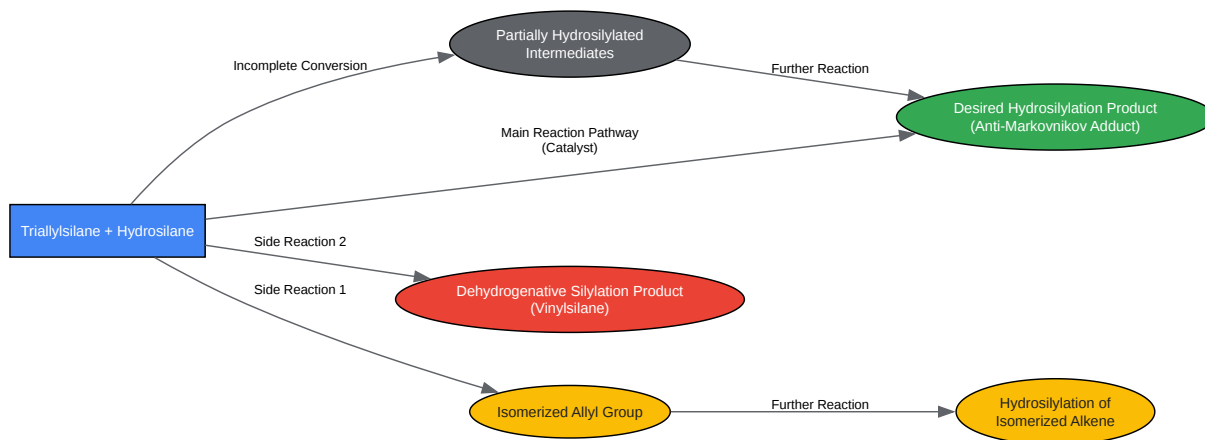 Partially Hydrosilylated
Intermediates
Incomplete Conversion
Further Reaction
Desired Hydrosilylation Product
(Anti-Markovnikov Adduct)
Main Reaction Pathway
(Catalyst)
Triallylsilane + Hydrosilane
Side Reaction 2
Dehydrogenative Silylation Product
(Vinylsilane)
Side Reaction 1
Isomerized Allyl Group
Further Reaction
Hydrosilylation of
Isomerized Alkene